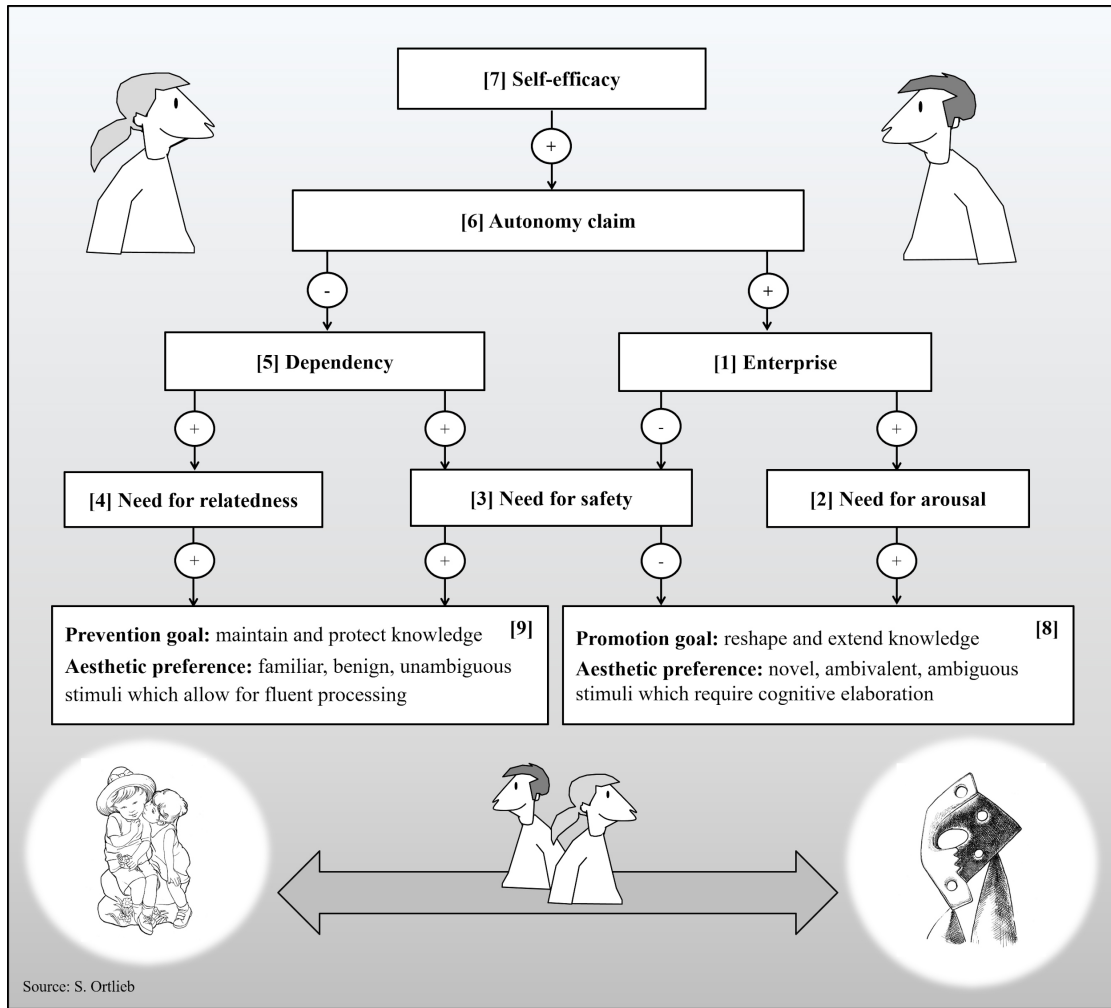 [7] Self-efficacy
+
[6] Autonomy claim
-
+
[5] Dependency
[1] Enterprise
+
+
-
+
[4] Need for relatedness
[3] Need for safety
[2] Need for arousal
+
+
-
+
Prevention goal: maintain and protect knowledge [9]
Aesthetic preference: familiar, benign, unambiguous
stimuli which allow for fluent processing
Promotion goal: reshape and extend knowledge [8]
Aesthetic preference: novel, ambivalent, ambiguous
stimuli which require cognitive elaboration
Source: S. Ortlieb